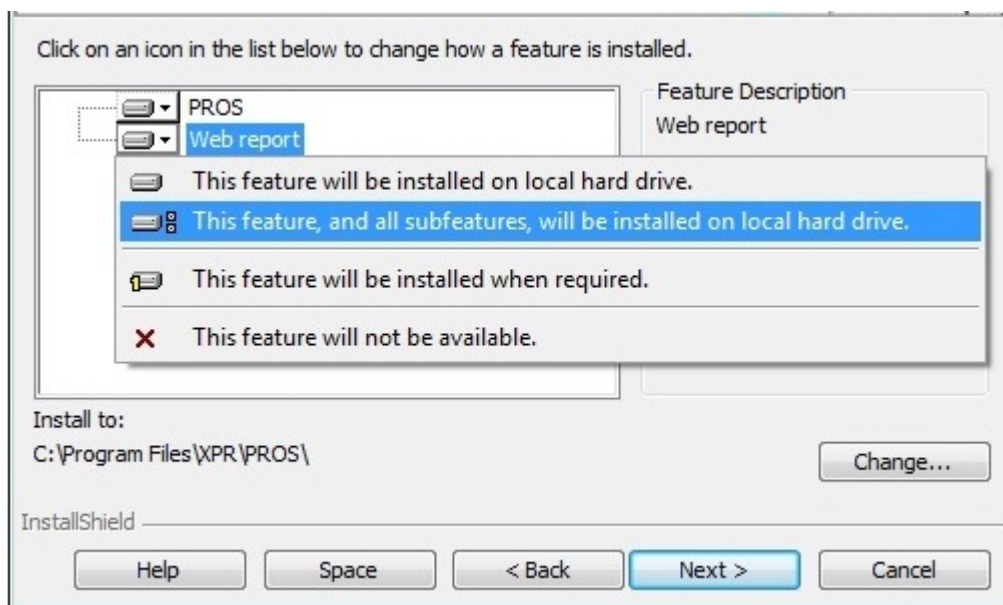 Click on an icon in the list below to change how a feature is installed.
PROS
Web report
Feature Description
Web report
This feature will be installed on local hard drive.
This feature, and all subfeatures, will be installed on local hard drive.
This feature will be installed when required.
This feature will not be available.
Install to:
C:\Program Files\XPR\PROS\
Change...
InstallShield
Help
Space
< Back
Next >
Cancel